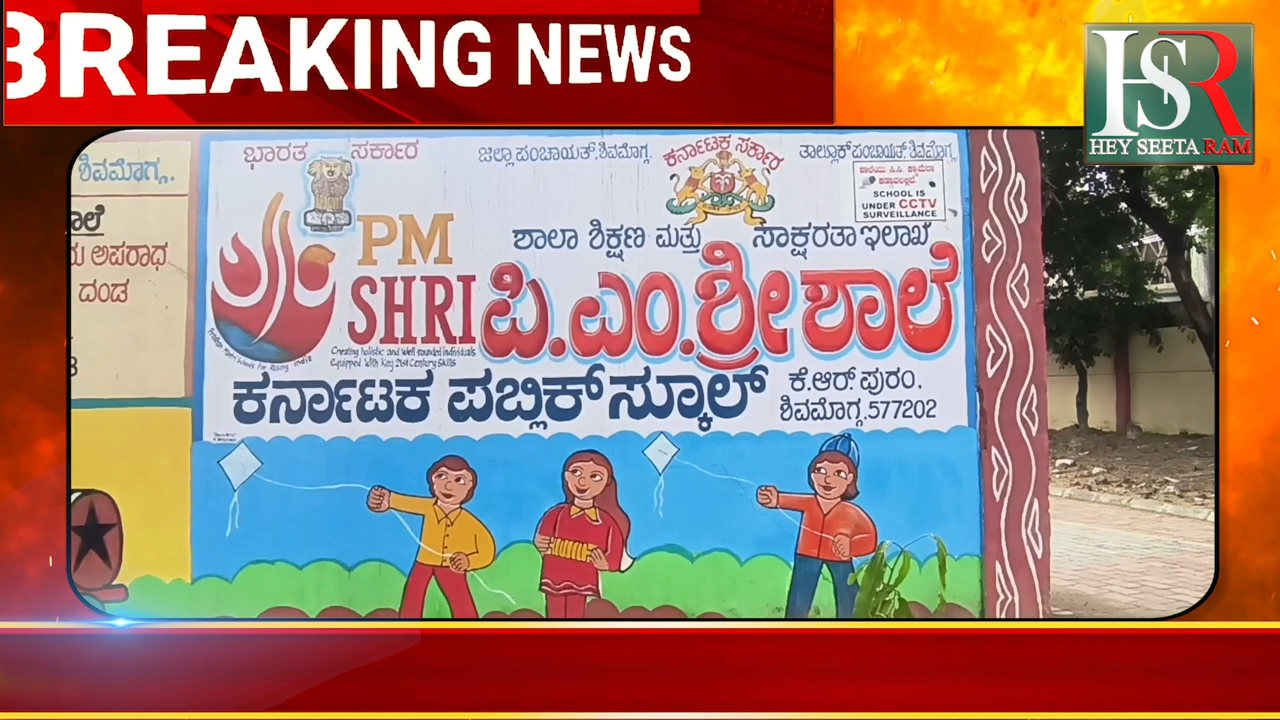 BREAKING NEWS
HSR
HEY SEETA RAM
ಶಿವಮೊಗ್ಗ.
ಾಲೆ
ು ಅಪರಾಧ
ದಂಡ
ಭಾರತ ಸರ್ಕಾರ
ಜಿಲ್ಲಾ ಪಂಚಾಯತ್.ಶಿವಮೊಗ್ಗ
ಕರ್ನಾಟಕ ಸರ್ಕಾರ
ತಾಲ್ಲೂಕ್ ಪಂಚಾಯತ್.ಶಿವಮೊಗ್ಗ
SCHOOL IS
UNDER CCTV
SURVEILLANCE
ಶಾಲಾ ಶಿಕ್ಷಣ ಮತ್ತು ಸಾಕ್ಷರತಾ ಇಲಾಖೆ
PM
SHRI
ಪಿ.ಎಂ.ಶ್ರೀ ಶಾಲೆ
Creating holistic and Well-rounded individuals
Equipped With Key 21st Century Skills
ಕರ್ನಾಟಕ ಪಬ್ಲಿಕ್ ಸ್ಕೂಲ್
ಕೆ.ಆರ್.ಪುರಂ.
ಶಿವಮೊಗ್ಗ.577202